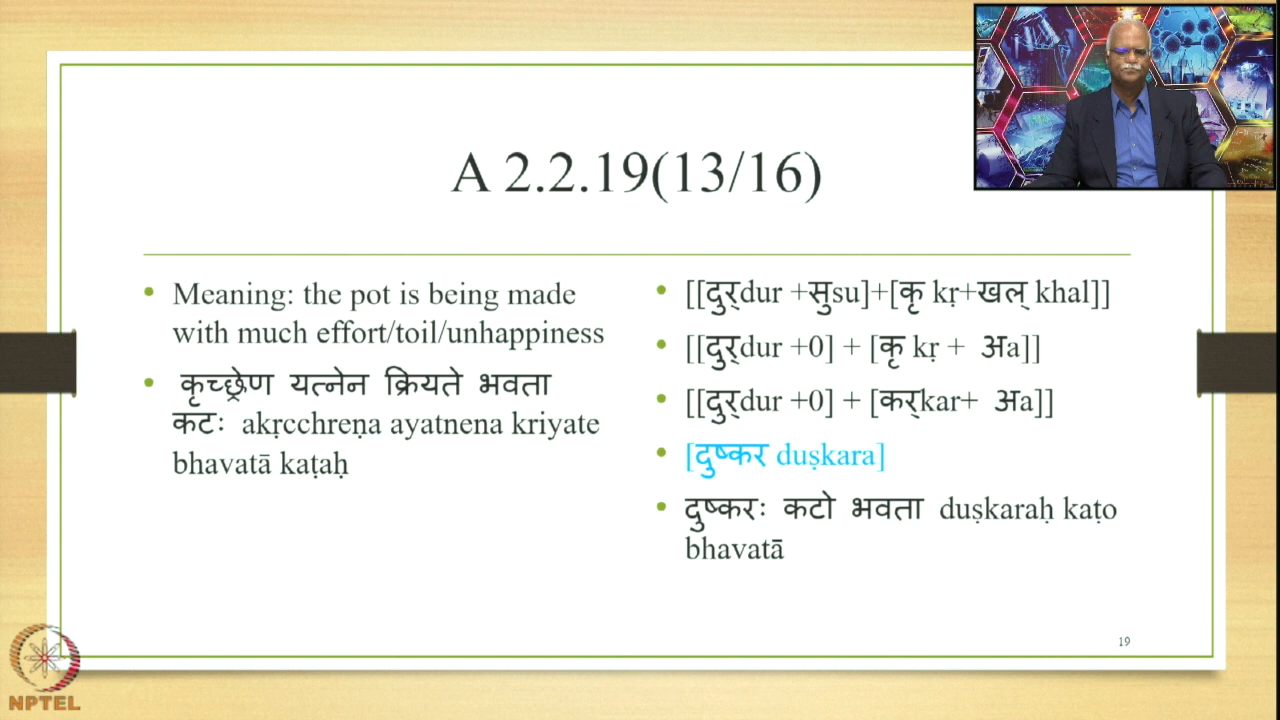 A 2.2.19(13/16)
• Meaning: the pot is being made
with much effort/toil/unhappiness
• कृच्छ्रेण यत्नेन क्रियते भवता
कटः akṛcchreṇa ayatnena kriyate
bhavatā kaṭaḥ
• [[दुर्dur +सुsu]+[कृ kṛ+खल् khal]]
• [[दुर्dur +0] + [कृ kṛ + अa]]
• [[दुर्dur +0] + [कर्kar+ अa]]
• [दुष्कर duṣkara]
• दुष्करः कटो भवता duṣkaraḥ kaṭo
bhavatā
19
NPTEL